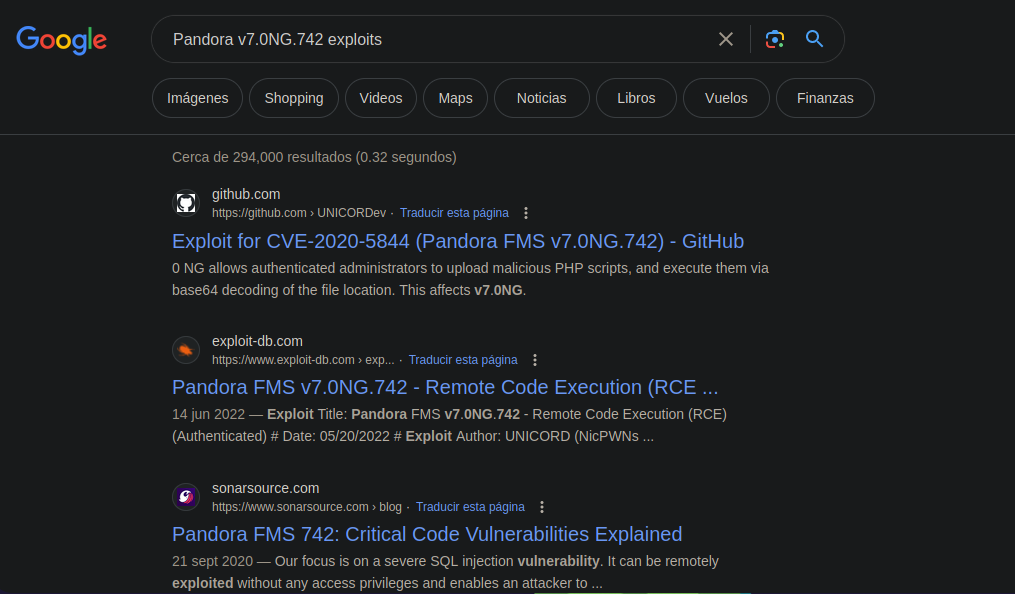 Google
Pandora v7.0NG.742 exploits
Imágenes Shopping Videos Maps Noticias Libros Vuelos Finanzas
Cerca de 294,000 resultados (0.32 segundos)
github.com
https://github.com › UNICORDev · Traducir esta página
Exploit for CVE-2020-5844 (Pandora FMS v7.0NG.742) - GitHub
0 NG allows authenticated administrators to upload malicious PHP scripts, and execute them via
base64 decoding of the file location. This affects v7.0NG.
exploit-db.com
https://www.exploit-db.com › exp... · Traducir esta página
Pandora FMS v7.0NG.742 - Remote Code Execution (RCE ...
14 jun 2022 — Exploit Title: Pandora FMS v7.0NG.742 - Remote Code Execution (RCE)
(Authenticated) # Date: 05/20/2022 # Exploit Author: UNICORD (NicPWNs ...
sonarsource.com
https://www.sonarsource.com › blog · Traducir esta página
Pandora FMS 742: Critical Code Vulnerabilities Explained
21 sept 2020 — Our focus is on a severe SQL injection vulnerability. It can be remotely
exploited without any access privileges and enables an attacker to ...